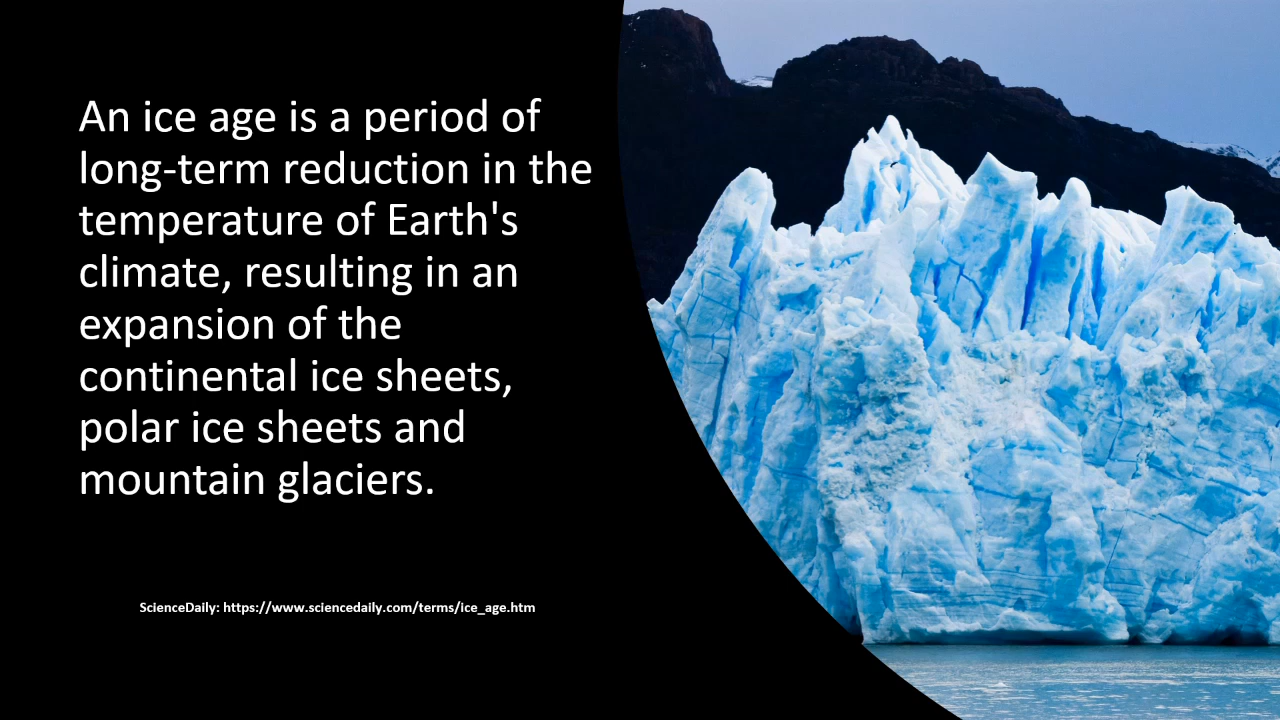 An ice age is a period of
long-term reduction in the
temperature of Earth's
climate, resulting in an
expansion of the
continental ice sheets,
polar ice sheets and
mountain glaciers.
ScienceDaily: https://www.sciencedaily.com/terms/ice_age.htm